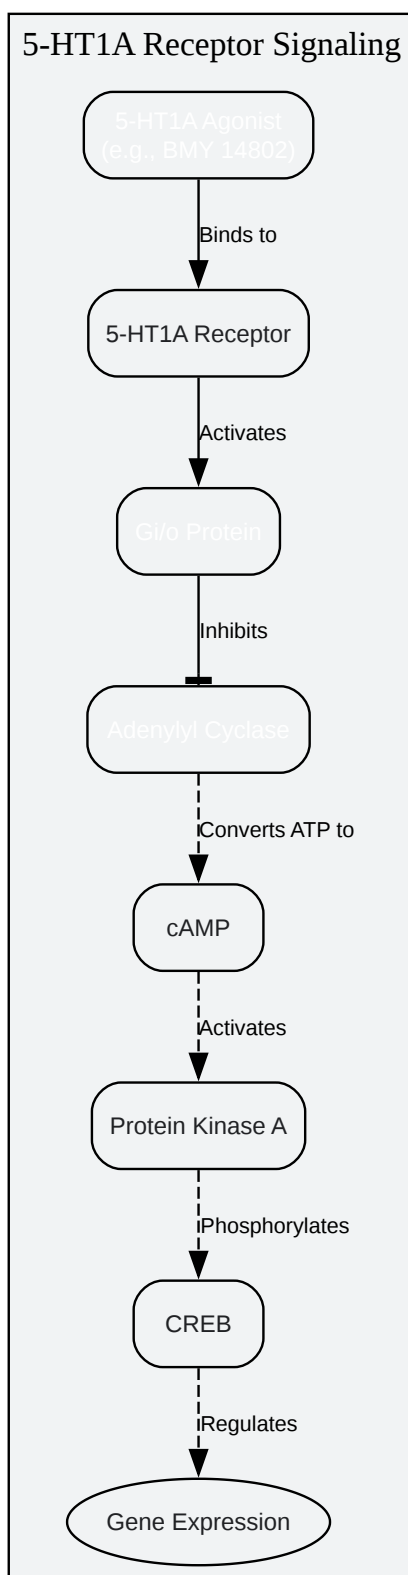 5-HT1A Receptor Signaling
5-HT1A Agonist
(e.g., BMY 14802)
Binds to
5-HT1A Receptor
Activates
Gi/o Protein
Inhibits
Adenylyl Cyclase
Converts ATP to
cAMP
Activates
Protein Kinase A
Phosphorylates
CREB
Regulates
Gene Expression